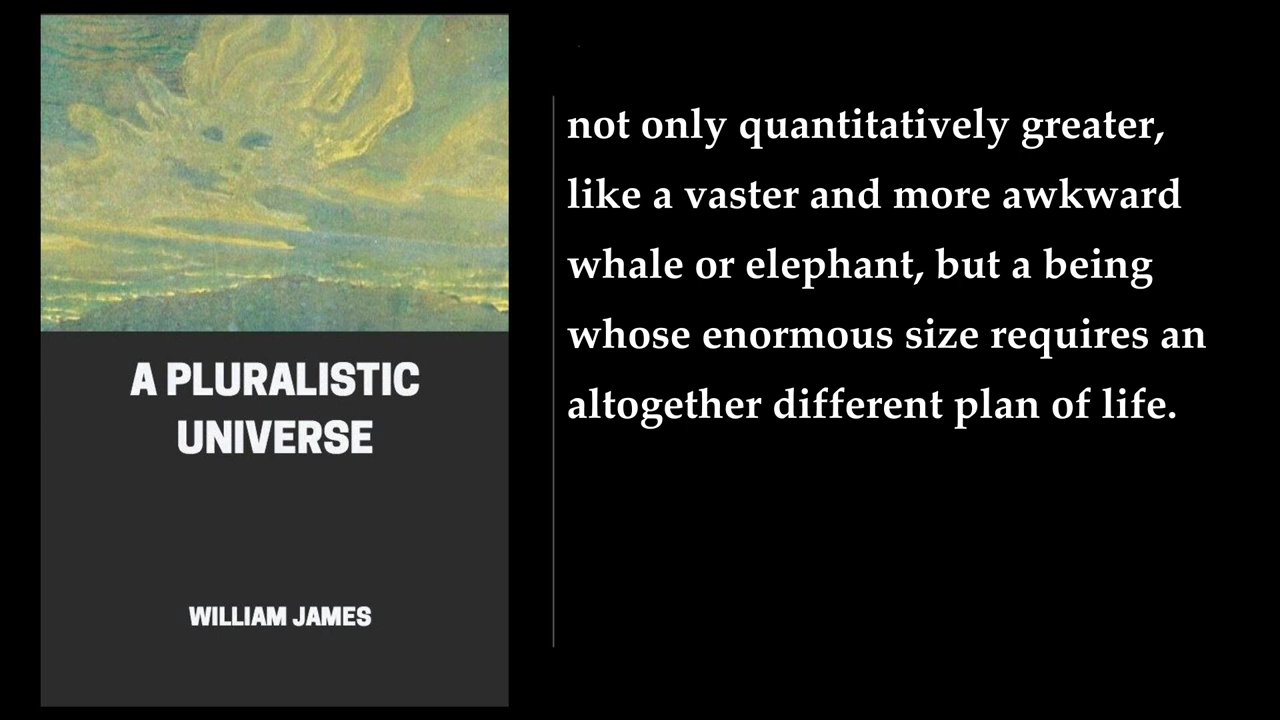 A PLURALISTIC
UNIVERSE
WILLIAM JAMES
not only quantitatively greater,
like a vaster and more awkward
whale or elephant, but a being
whose enormous size requires an
altogether different plan of life.